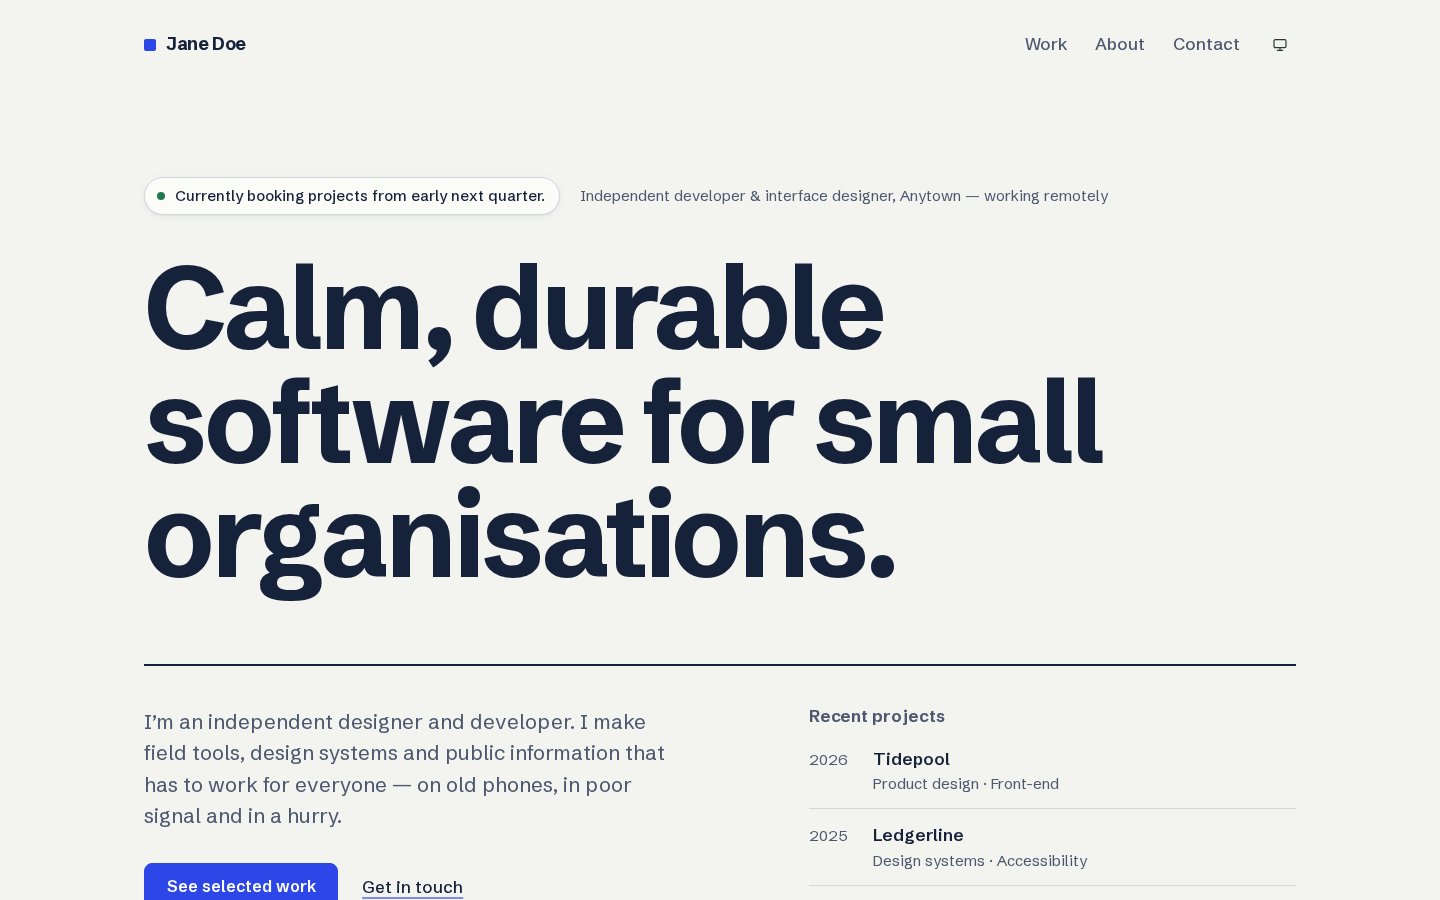 Jane Doe
Work
About
Contact
Currently booking projects from early next quarter.
Independent developer & interface designer, Anytown — working remotely
Calm, durable
software for small
organisations.
I’m an independent designer and developer. I make
field tools, design systems and public information that
has to work for everyone — on old phones, in poor
signal and in a hurry.
See selected work
Get in touch
Recent projects
2026
Tidepool
Product design · Front-end
2025
Ledgerline
Design systems · Accessibility